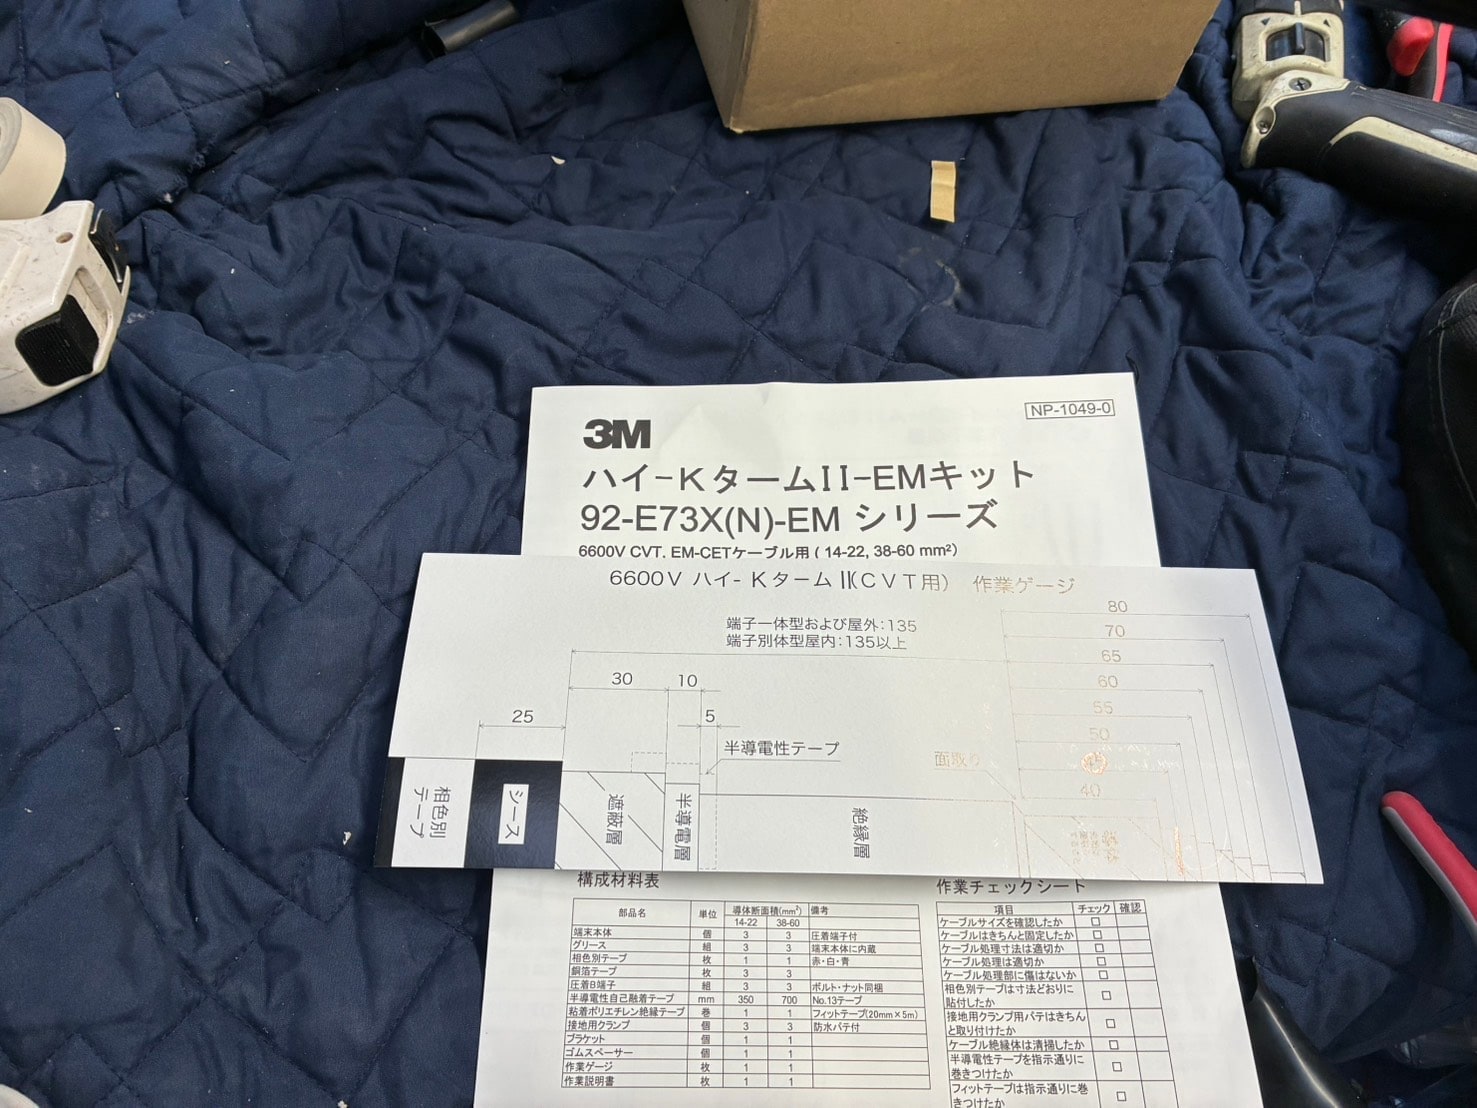 3M
NP-1049-0
ハイ-KタームII-EMキット
92-E73X(N)-EM シリーズ
6600V CVT, EM-CETケーブル用 ( 14-22, 38-60 mm²)
6600V ハイ-KタームⅡ(CVT用) 作業ゲージ
80
端子一体型および屋外:135
70
端子別体型屋内:135以上
65
30
10
60
25
5
55
50
半導電性テープ
面取り
45
40
相色別テープ
シース
遮蔽層
半導電層
絶縁層
導体
構成材料表
部品名 単位 導体断面積(mm²) 備考
14-22 38-60
端末本体 個 3 3 圧着端子付
グリース 組 3 3 端末本体に内蔵
相色別テープ 枚 1 1 赤・白・青
銅箔テープ 枚 3 3
圧着B端子 組 3 3 ボルト・ナット同梱
半導電性自己融着テープ mm 350 700 No.13テープ
粘着ポリエチレン絶縁テープ 巻 1 1 フィットテープ(20mm×5m)
接地用クランプ 個 3 3 防水パテ付
ブラケット 個 1 1
ゴムスペーサー 個 1 1
作業ゲージ 枚 1 1
作業説明書 枚 1 1
作業チェックシート
項目 チェック 確認
ケーブルサイズを確認したか □
ケーブルはきちんと固定したか □
ケーブル処理寸法は適切か □
ケーブル処理は適切か □
ケーブル処理部に傷はないか □
相色別テープは寸法どおりに
貼付したか □
接地用クランプ用パテはきちん
と取り付けたか □
ケーブル絶縁体は清掃したか □
半導電性テープを指示通りに
巻きつけたか □
フィットテープは指示通りに巻
きつけたか □